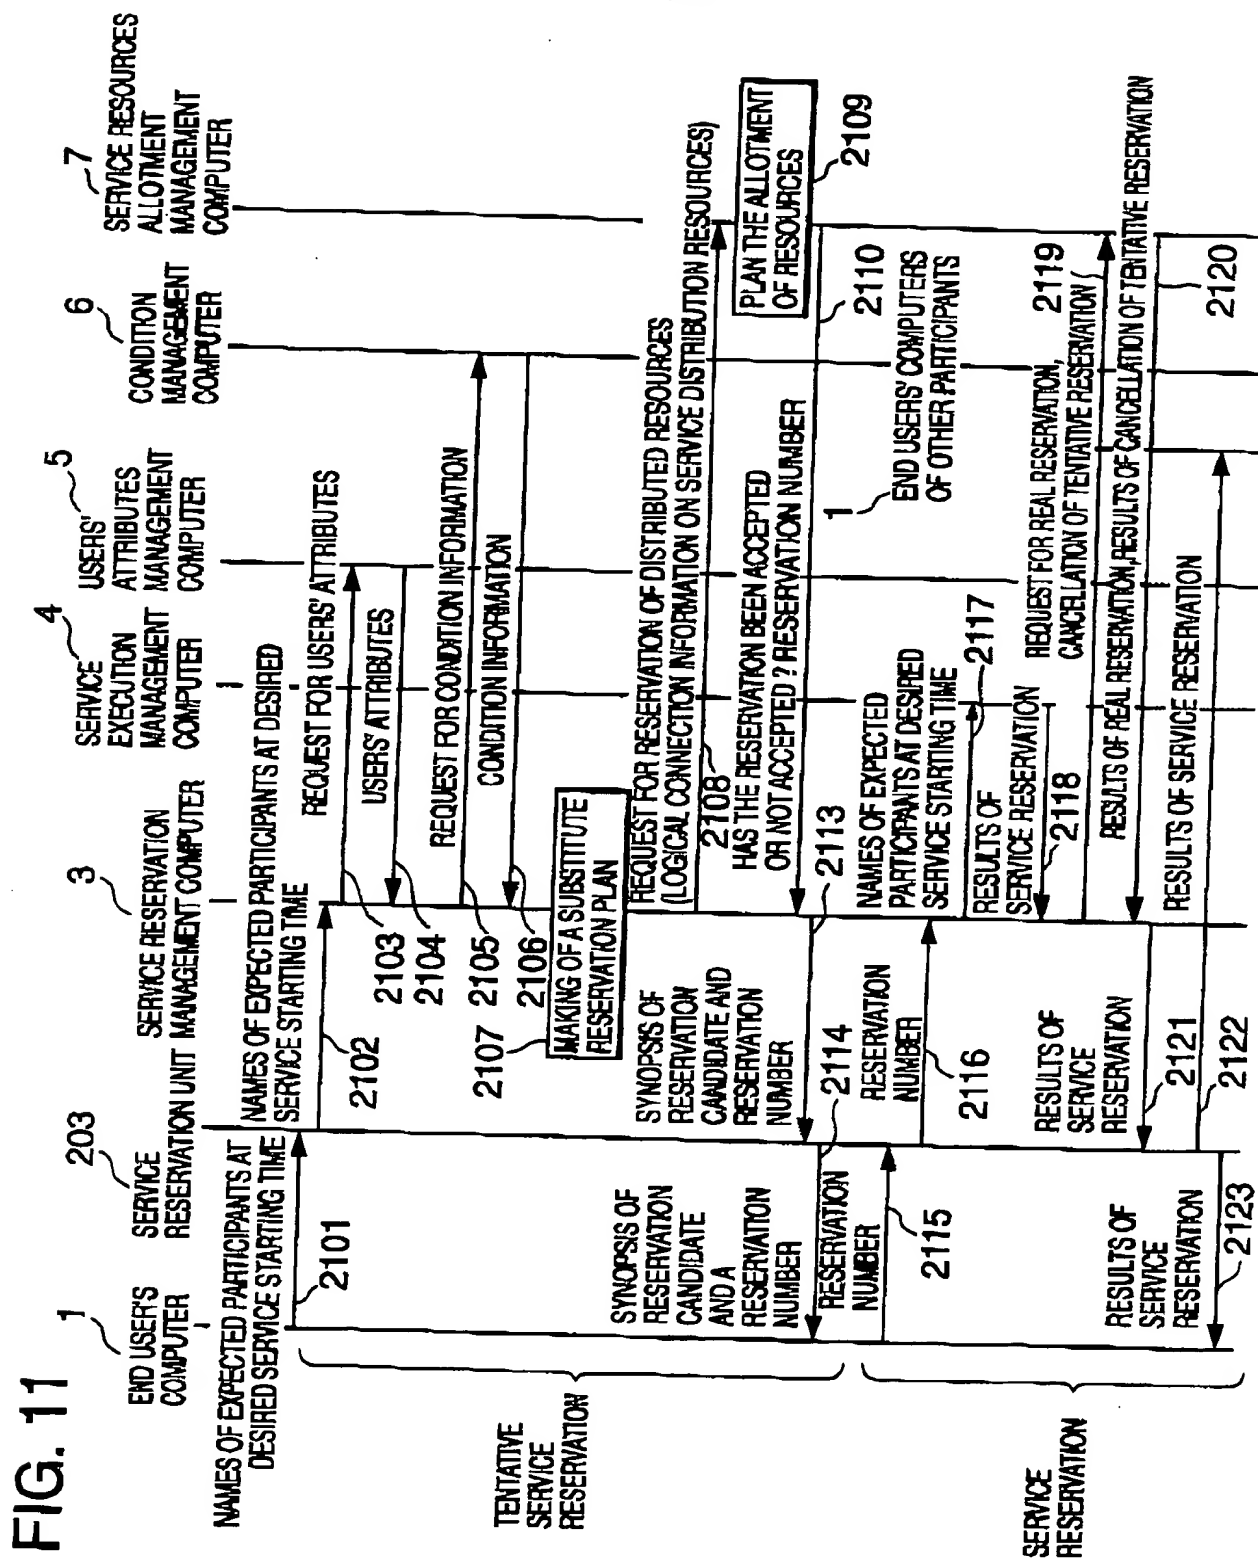 FIG. 11
1
END USER'S
COMPUTER
203
SERVICE
RESERVATION UNIT
3
SERVICE RESERVATION
MANAGEMENT COMPUTER
4
SERVICE
EXECUTION
MANAGEMENT
COMPUTER
5
USERS'
ATTRIBUTES
MANAGEMENT
COMPUTER
6
CONDITION
MANAGEMENT
COMPUTER
7
SERVICE RESOURCES
ALLOTMENT
MANAGEMENT
COMPUTER
NAMES OF EXPECTED PARTICIPANTS AT
DESIRED SERVICE STARTING TIME
2101
NAMES OF EXPECTED PARTICIPANTS AT DESIRED
SERVICE STARTING TIME
2102
REQUEST FOR USERS' ATTRIBUTES
2103
USERS' ATTRIBUTES
2104
REQUEST FOR CONDITION INFORMATION
2105
CONDITION INFORMATION
2106
2107
MAKING OF A SUBSTITUTE
RESERVATION PLAN
REQUEST FOR RESERVATION OF DISTRIBUTED RESOURCES
(LOGICAL CONNECTION INFORMATION ON SERVICE DISTRIBUTION RESOURCES)
2108
PLAN THE ALLOTMENT
OF RESOURCES
2109
HAS THE RESERVATION BEEN ACCEPTED
OR NOT ACCEPTED ? RESERVATION NUMBER
2110
SYNOPSIS OF
RESERVATION
CANDIDATE AND
RESERVATION
NUMBER
2113
SYNOPSIS OF
RESERVATION
CANDIDATE
AND A
RESERVATION
NUMBER
2114
TENTATIVE
SERVICE
RESERVATION
1
END USERS' COMPUTERS
OF OTHER PARTICIPANTS
RESERVATION
NUMBER
2115
RESERVATION
NUMBER
2116
NAMES OF EXPECTED
PARTICIPANTS AT DESIRED
SERVICE STARTING TIME
2117
RESULTS OF
SERVICE RESERVATION
2118
REQUEST FOR REAL RESERVATION,
CANCELLATION OF TENTATIVE RESERVATION
2119
RESULTS OF REAL RESERVATION,RESULTS OF CANCELLATION OF TENTATIVE RESERVATION
2120
RESULTS OF
SERVICE
RESERVATION
2121
RESULTS OF SERVICE RESERVATION
2122
RESULTS OF
SERVICE
RESERVATION
2123
SERVICE
RESERVATION